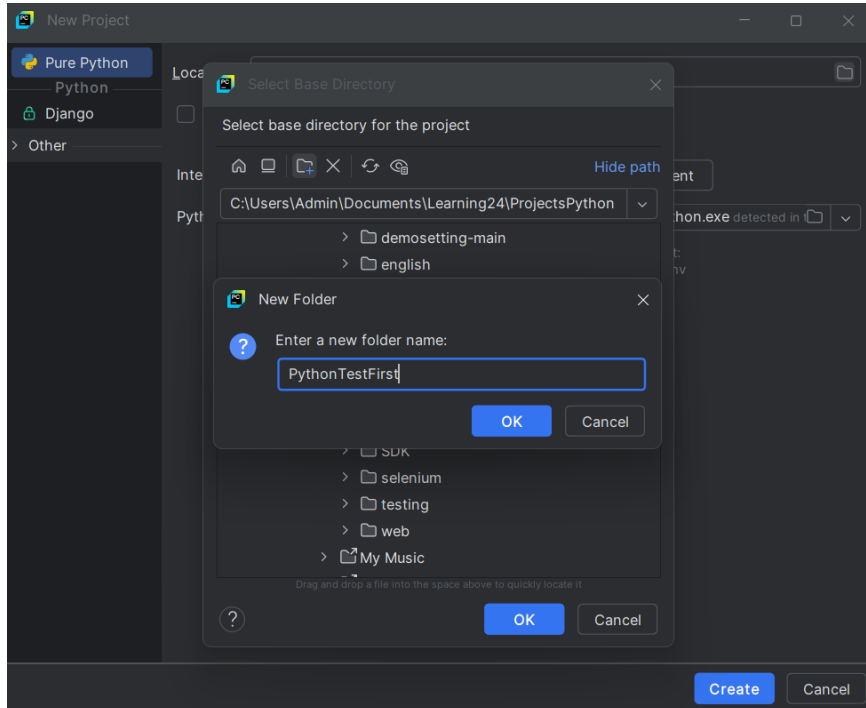 New Project
Pure Python
Python
Django
Other
Loca
Inte
ent
Pyth
hon.exe detected in t
t:
nv
Select Base Directory
Select base directory for the project
Hide path
C:\Users\Admin\Documents\Learning24\ProjectsPython
demosetting-main
english
New Folder
Enter a new folder name:
PythonTestFirst
OK Cancel
SDK
selenium
testing
web
My Music
Drag and drop a file into the space above to quickly locate it
? OK Cancel
Create Cancel